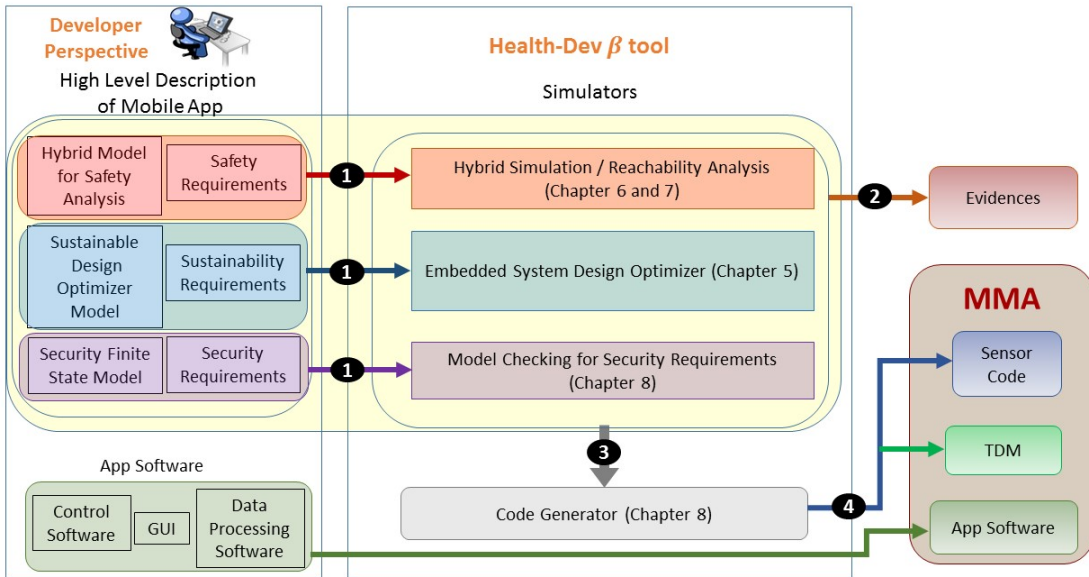 Developer
Perspective
High Level Description
of Mobile App
Health-Dev β tool
Simulators
Hybrid Model
for Safety
Analysis
Safety
Requirements
1
Hybrid Simulation / Reachability Analysis
(Chapter 6 and 7)
2
Evidences
Sustainable
Design
Optimizer
Model
Sustainability
Requirements
1
Embedded System Design Optimizer (Chapter 5)
Security Finite
State Model
Security
Requirements
1
Model Checking for Security Requirements
(Chapter 8)
3
Code Generator (Chapter 8)
4
MMA
Sensor
Code
TDM
App Software
App Software
Control
Software
GUI
Data
Processing
Software